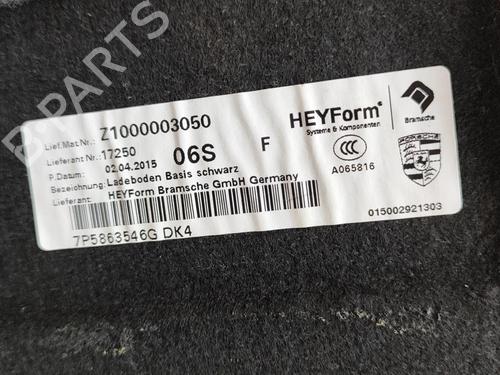 B-PARTS
Lief.Mat.Nr.: Z1000003050
Lieferant Nr.: 17250 06S F
P.Datum: 02.04.2015
Bezeichnung: Ladeboden Basis schwarz
Lieferant: HEYForm Bramsche GmbH Germany
7P5863546G DK4
HEYForm®
Systeme & Komponenten
Bramsche
CCC
A065816
015002921303